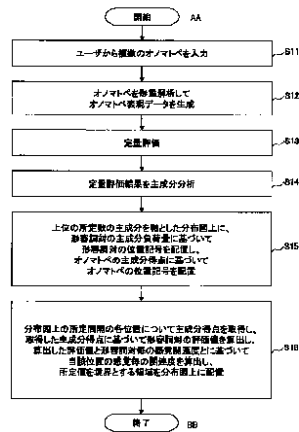 開始 AA
ユーザから複数のオノマトペを入力 S11
オノマトペを形態解析して
オノマトペ表現データを生成 S12
定量評価 S13
定量評価結果を主成分分析 S14
上位の所定数の主成分を軸とした分布図上に、
形容詞対の主成分負荷量に基づいて
形容詞対の位置記号を配置し、
オノマトペの主成分得点に基づいて
オノマトペの位置記号を配置 S15
分布図上の所定間隔の各位置について主成分得点を取得し、
取得した主成分得点に基づいて形容詞対の評価値を算出し、
算出した評価値と形容詞対毎の感覚関連度とに基づいて
当該位置の感覚毎の関連度を算出し、
所定値を境界とする領域を分布図上に配置 S16
終了 BB